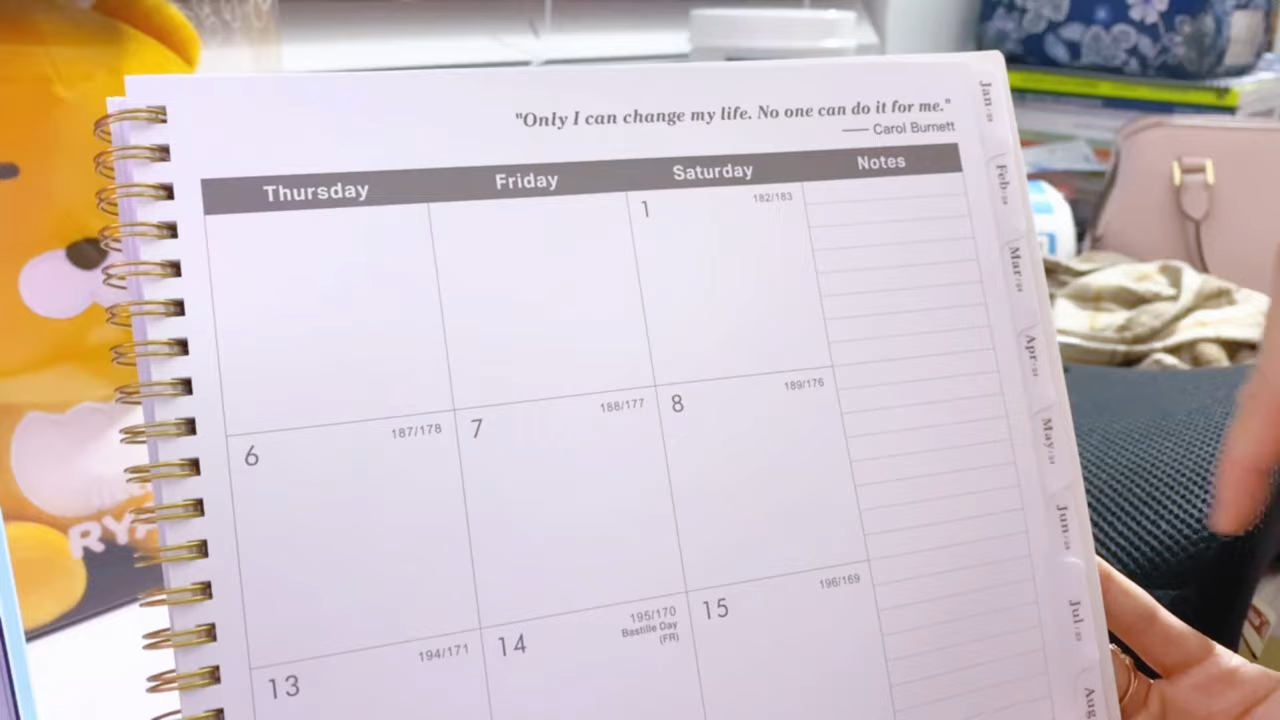 "Only I can change my life. No one can do it for me."
— Carol Burnett
Thursday Friday Saturday Notes
1 182/183
6 187/178 7 188/177 8 189/176
13 194/171 14 195/170 15 196/169
Bastille Day
(FR)
Jan
Feb
Mar
Apr
May
Jun
Jul
Aug
RYA